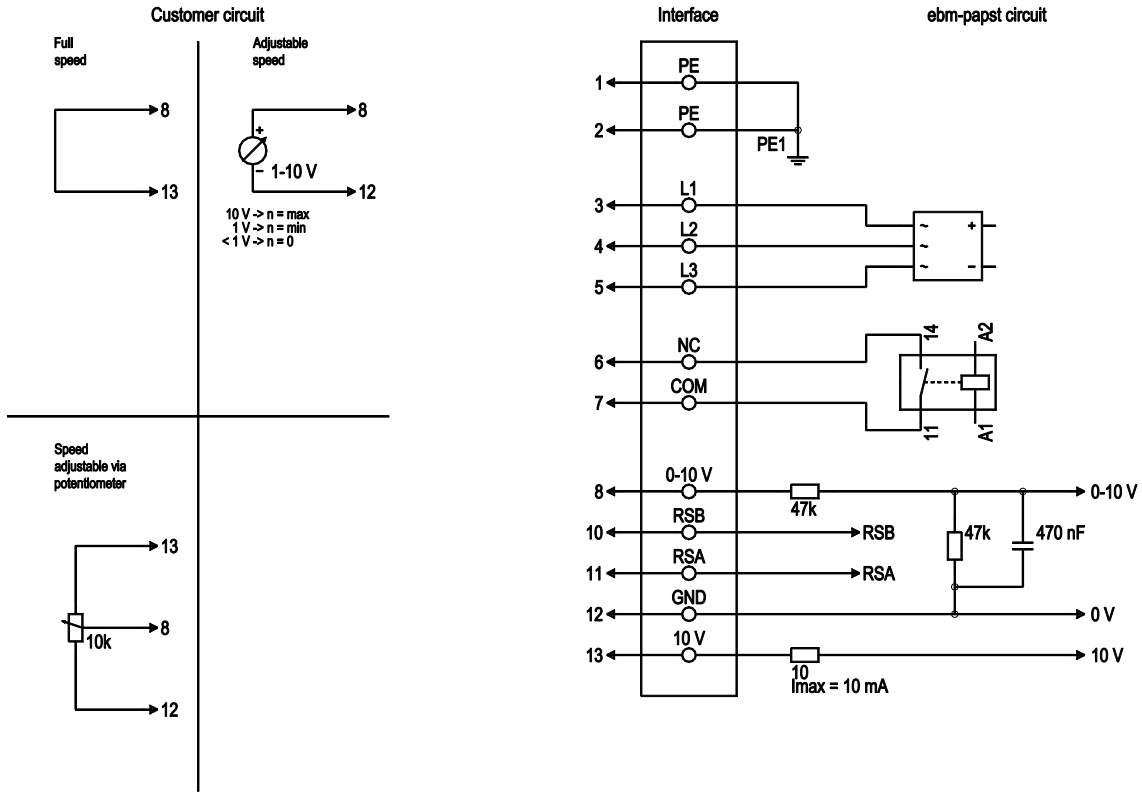 Customer circuit
Full
speed
8
13
Adjustable
speed
8
+
− 1-10 V
12
10 V -> n = max
1 V -> n = min
< 1 V -> n = 0
Speed
adjustable via
potentiometer
13
8
10k
12
Interface
ebm-papst circuit
1 PE
2 PE
PE1
3 L1
4 L2
5 L3
~ +
~
~ −
6 NC
7 COM
14
A2
11
A1
8 0-10 V
47k
0-10 V
10 RSB
RSB
47k
470 nF
11 RSA
RSA
12 GND
0 V
13 10 V
10
Imax = 10 mA
10 V